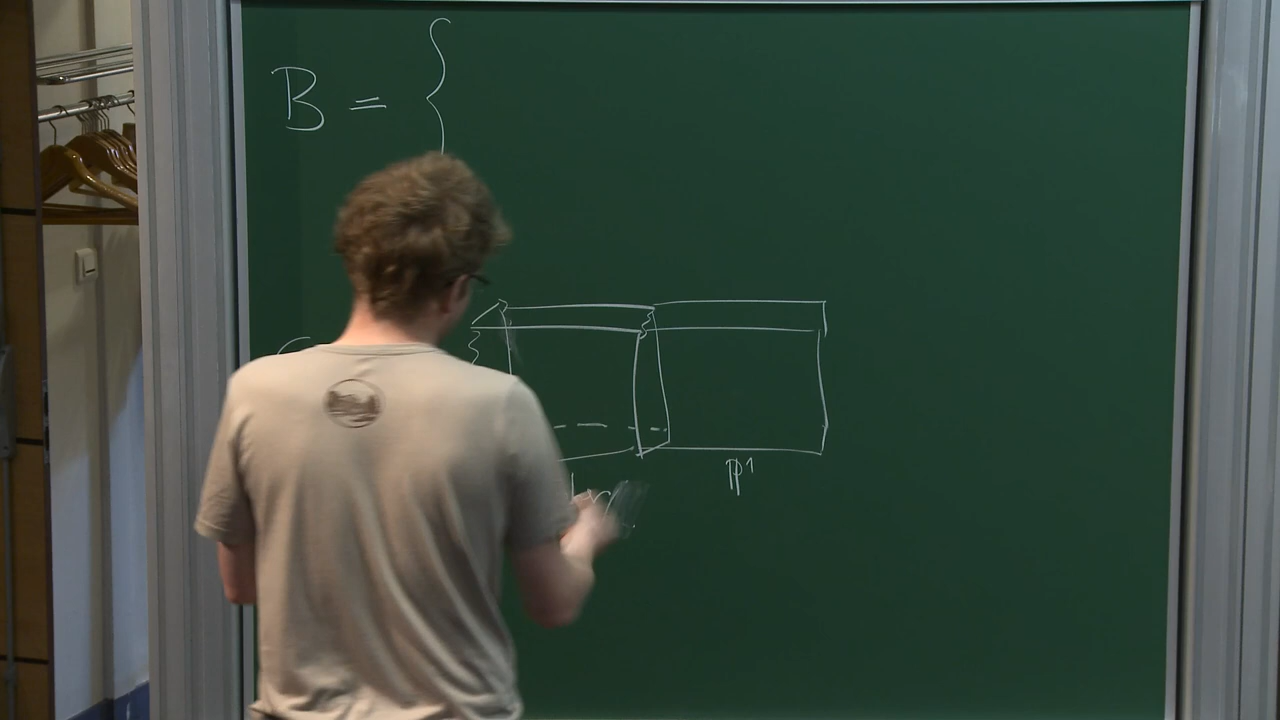 B = {
ℙ¹